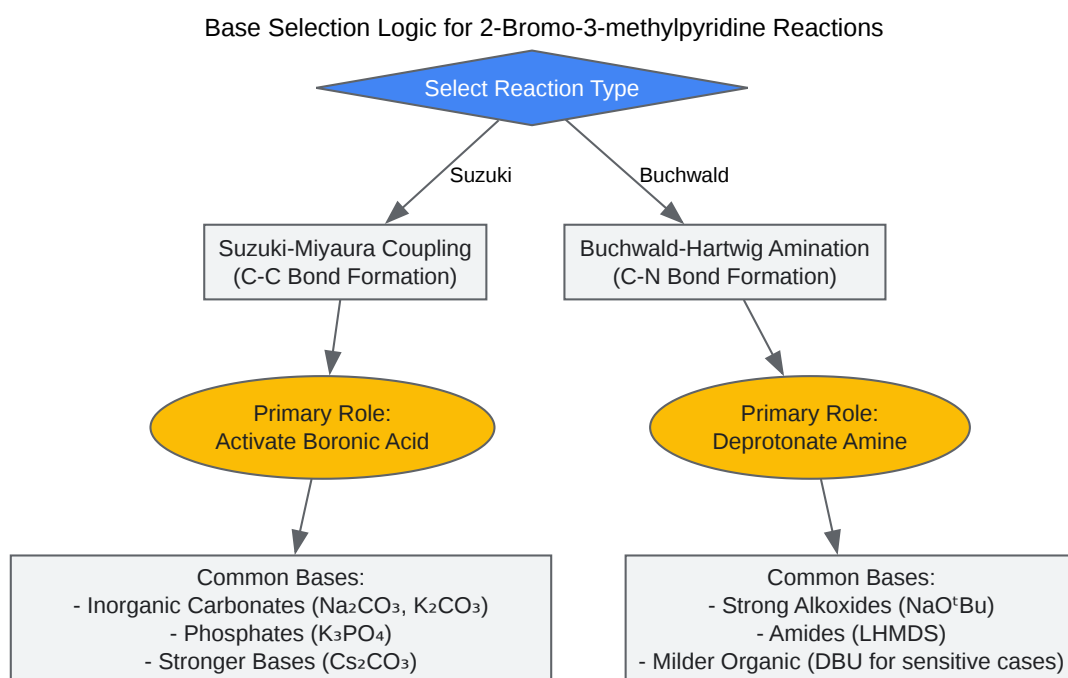 Base Selection Logic for 2-Bromo-3-methylpyridine Reactions
Select Reaction Type
Suzuki
Buchwald
Suzuki-Miyaura Coupling
(C-C Bond Formation)
Buchwald-Hartwig Amination
(C-N Bond Formation)
Primary Role:
Activate Boronic Acid
Primary Role:
Deprotonate Amine
Common Bases:
- Inorganic Carbonates (Na₂CO₃, K₂CO₃)
- Phosphates (K₃PO₄)
- Stronger Bases (Cs₂CO₃)
Common Bases:
- Strong Alkoxides (NaOᵗBu)
- Amides (LHMDS)
- Milder Organic (DBU for sensitive cases)